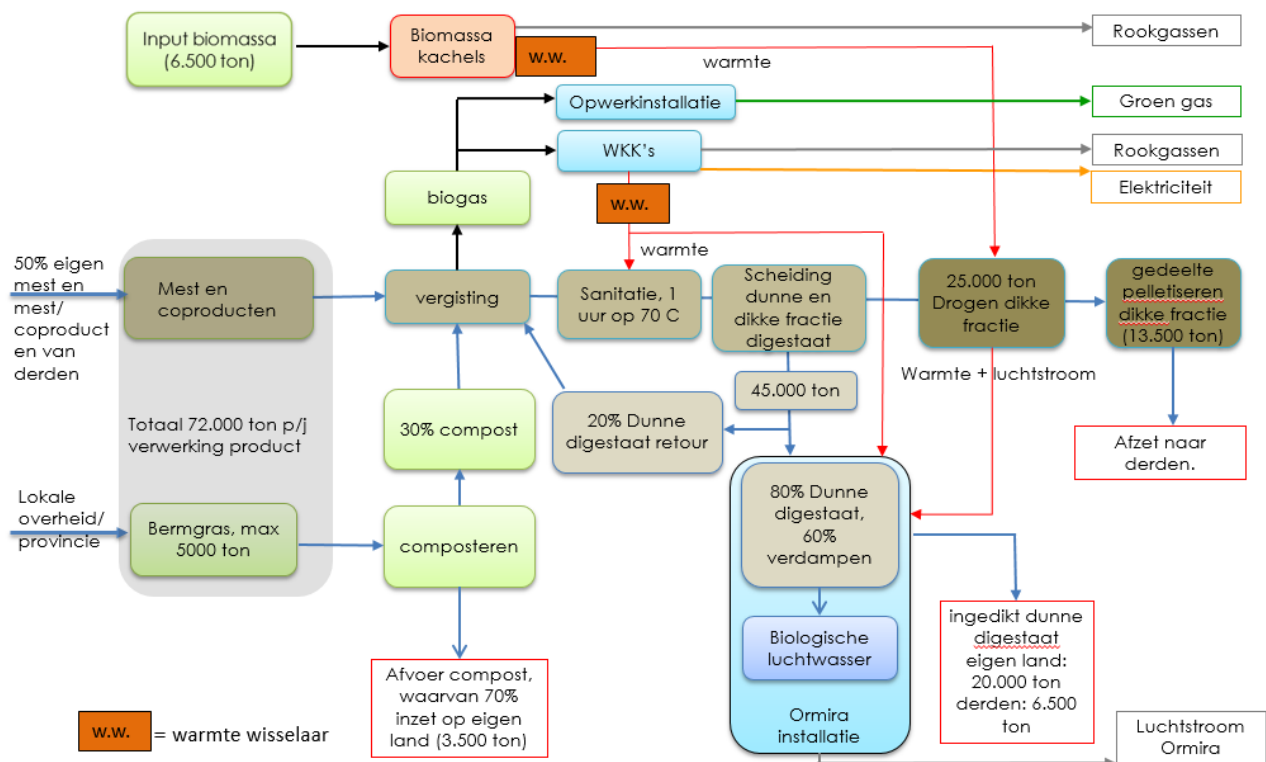 Input biomassa
(6.500 ton)
Biomassa
kachels
w.w.
warmte
Rookgassen
Opwerkinstallatie
Groen gas
WKK's
Rookgassen
Elektriciteit
biogas
w.w.
warmte
50% eigen
mest en
mest/
coproduct
en van
derden
Mest en
coproducten
vergisting
Sanitatie, 1
uur op 70 C
Scheiding
dunne en
dikke fractie
digestaat
25.000 ton
Drogen dikke
fractie
gedeelte
pelletiseren
dikke fractie
(13.500 ton)
Warmte + luchtstroom
45.000 ton
Totaal 72.000 ton p/j
verwerking product
30% compost
20% Dunne
digestaat retour
Afzet naar
derden.
Lokale
overheid/
provincie
Bermgras, max
5000 ton
composteren
80% Dunne
digestaat,
60%
verdampen
Biologische
luchtwasser
Ormira
installatie
ingedikt dunne
digestaat
eigen land:
20.000 ton
derden: 6.500
ton
Afvoer compost,
waarvan 70%
inzet op eigen
land (3.500 ton)
w.w. = warmte wisselaar
Luchtstroom
Ormira